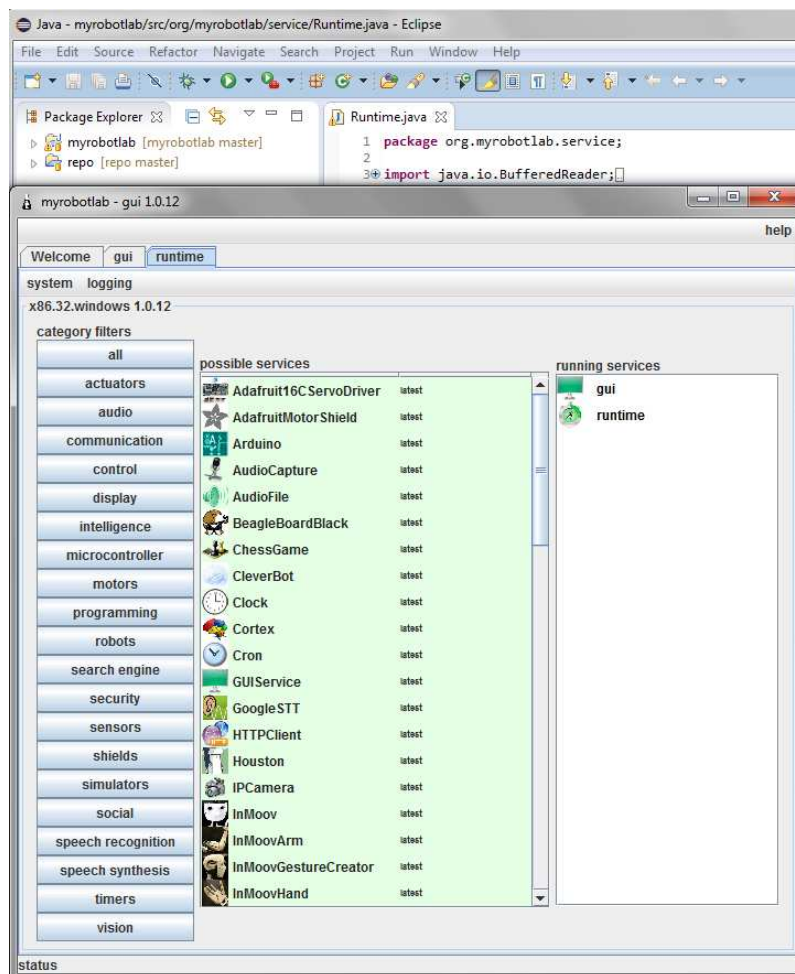 Java - myrobotlab/src/org/myrobotlab/service/Runtime.java - Eclipse
File Edit Source Refactor Navigate Search Project Run Window Help
Package Explorer
myrobotlab [myrobotlab master]
repo [repo master]
Runtime.java
1 package org.myrobotlab.service;
2
3 import java.io.BufferedReader;
myrobotlab - gui 1.0.12
help
Welcome gui runtime
system logging
x86.32.windows 1.0.12
category filters
all
actuators
audio
communication
control
display
intelligence
microcontroller
motors
programming
robots
search engine
security
sensors
shields
simulators
social
speech recognition
speech synthesis
timers
vision
possible services
Adafruit16CServoDriver latest
AdafruitMotorShield latest
Arduino latest
AudioCapture latest
AudioFile latest
BeagleBoardBlack latest
ChessGame latest
CleverBot latest
Clock latest
Cortex latest
Cron latest
GUIService latest
GoogleSTT latest
HTTPClient latest
Houston latest
IPCamera latest
InMoov latest
InMoovArm latest
InMoovGestureCreator latest
InMoovHand latest
running services
gui
runtime
status